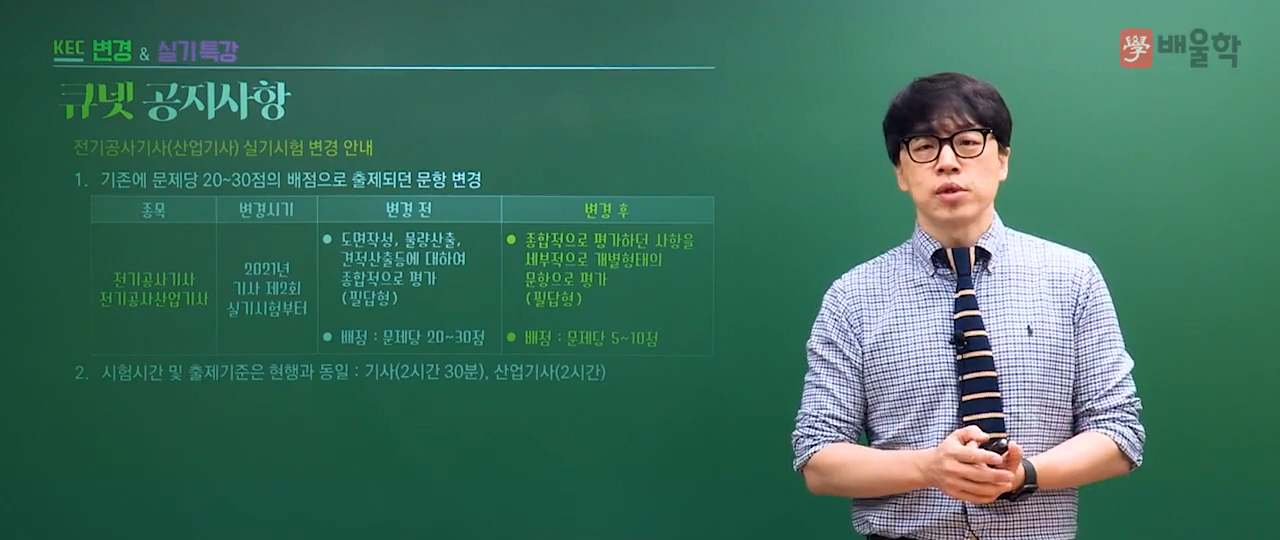 KEC 변경 & 실기특강
學 배울학
큐넷 공지사항
전기공사기사(산업기사) 실기시험 변경 안내
1. 기존에 문제당 20~30점의 배점으로 출제되던 문항 변경
종목 변경시기 변경 전 변경 후
전기공사기사
전기공사산업기사
2021년
기사 제2회
실기시험부터
● 도면작성, 물량산출,
견적산출등에 대하여
종합적으로 평가
(필답형)
● 배점 : 문제당 20~30점
● 종합적으로 평가하던 사항을
세부적으로 개별형태의
문항으로 평가
(필답형)
● 배점 : 문제당 5~10점
2. 시험시간 및 출제기준은 현행과 동일 : 기사(2시간 30분), 산업기사(2시간)